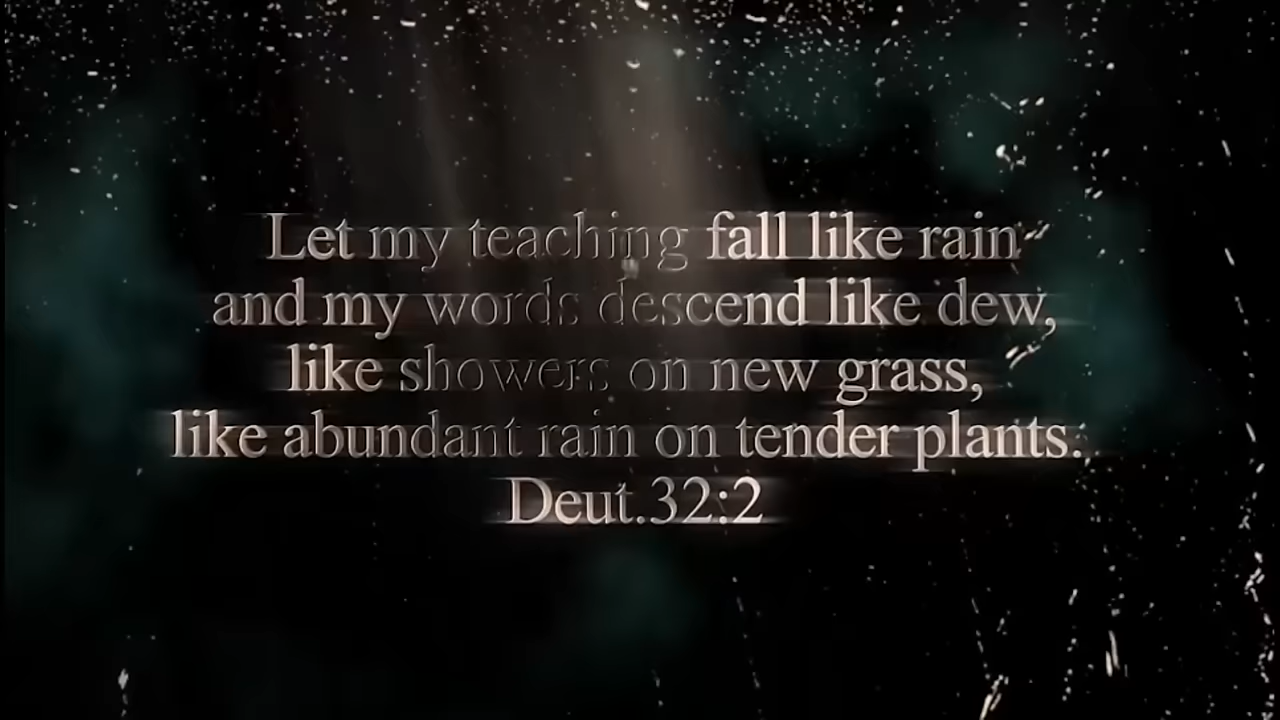 Let my teaching fall like rain
and my words descend like dew,
like showers on new grass,
like abundant rain on tender plants.
Deut.32:2